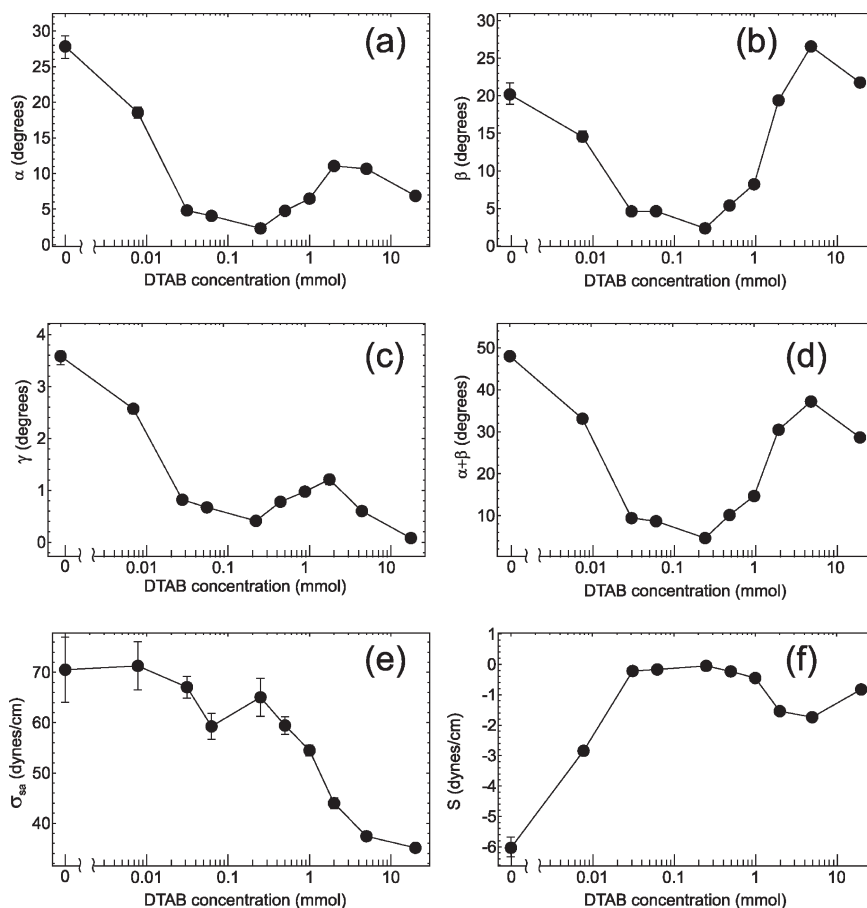 (a)
α (degrees)
30
25
20
15
10
5
0
0 0.01 0.1 1 10
DTAB concentration (mmol)
(b)
β (degrees)
30
25
20
15
10
5
0
0 0.01 0.1 1 10
DTAB concentration (mmol)
(c)
γ (degrees)
4
3
2
1
0
0 0.01 0.1 1 10
DTAB concentration (mmol)
(d)
α+β (degrees)
50
40
30
20
10
0 0.01 0.1 1 10
DTAB concentration (mmol)
(e)
σsa (dynes/cm)
70
60
50
40
0 0.01 0.1 1 10
DTAB concentration (mmol)
(f)
S (dynes/cm)
1
0
-1
-2
-3
-4
-5
-6
0 0.01 0.1 1 10
DTAB concentration (mmol)